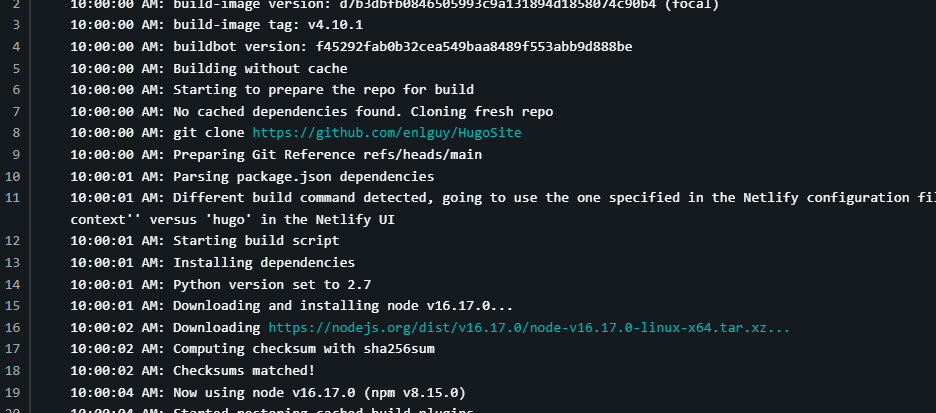 2 10:00:00 AM: build-image version: d7b3dbfb0846505993c9a131894d1858074c90b4 (focal)
3 10:00:00 AM: build-image tag: v4.10.1
4 10:00:00 AM: buildbot version: f45292fab0b32cea549baa8489f553abb9d888be
5 10:00:00 AM: Building without cache
6 10:00:00 AM: Starting to prepare the repo for build
7 10:00:00 AM: No cached dependencies found. Cloning fresh repo
8 10:00:00 AM: git clone https://github.com/enlguy/HugoSite
9 10:00:00 AM: Preparing Git Reference refs/heads/main
10 10:00:01 AM: Parsing package.json dependencies
11 10:00:01 AM: Different build command detected, going to use the one specified in the Netlify configuration fil
context'' versus 'hugo' in the Netlify UI
12 10:00:01 AM: Starting build script
13 10:00:01 AM: Installing dependencies
14 10:00:01 AM: Python version set to 2.7
15 10:00:01 AM: Downloading and installing node v16.17.0...
16 10:00:02 AM: Downloading https://nodejs.org/dist/v16.17.0/node-v16.17.0-linux-x64.tar.xz...
17 10:00:02 AM: Computing checksum with sha256sum
18 10:00:02 AM: Checksums matched!
19 10:00:04 AM: Now using node v16.17.0 (npm v8.15.0)
20 10:00:04 AM: Started restoring cached build plugins